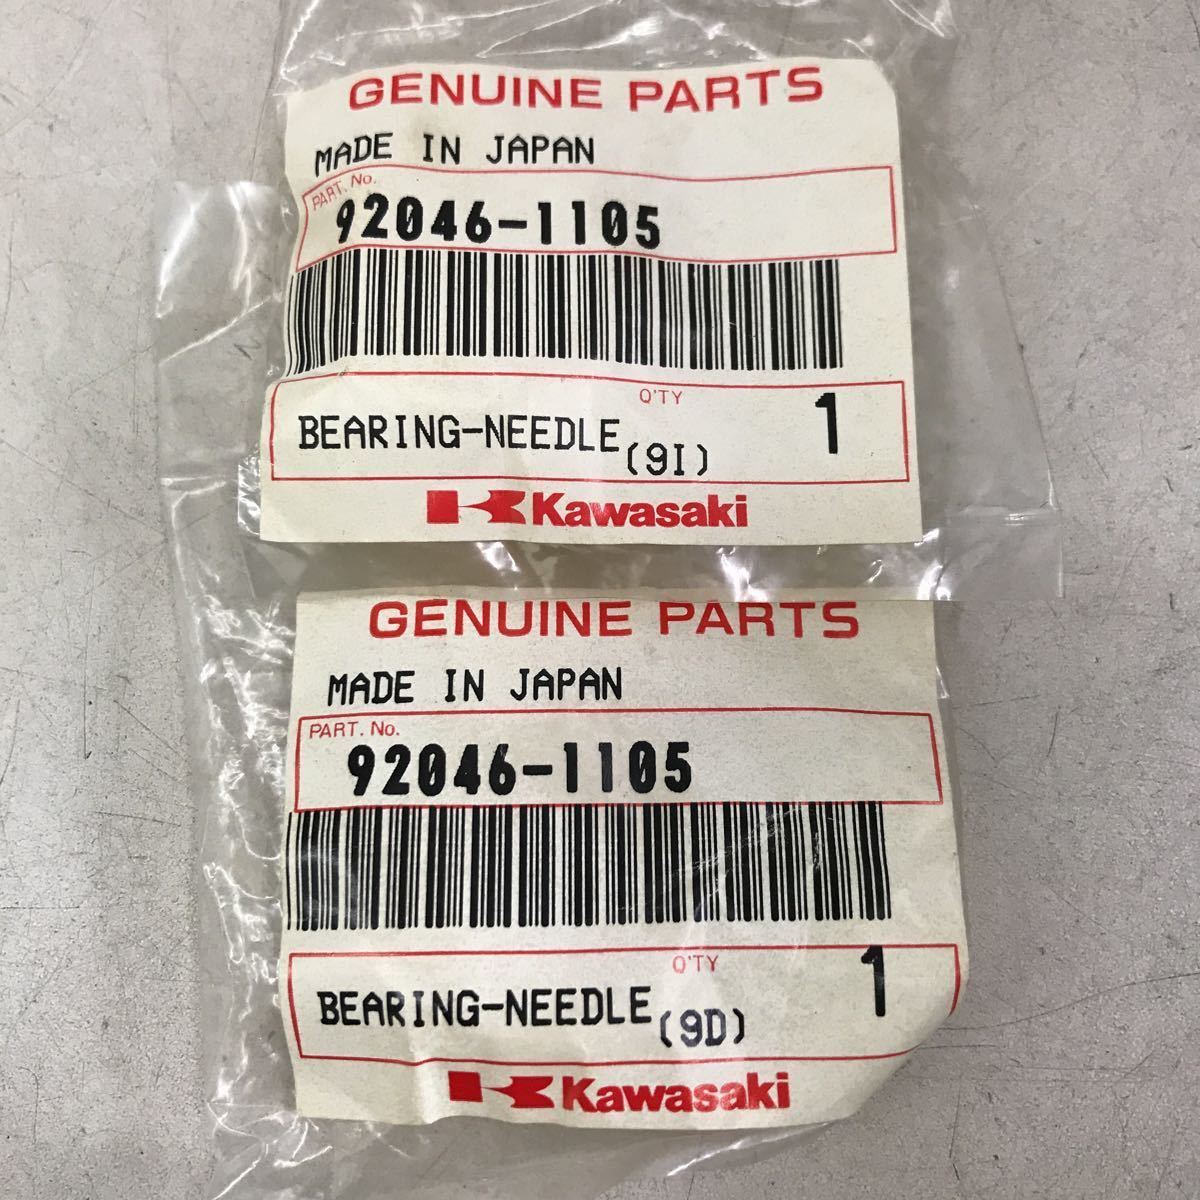 GENUINE PARTS
MADE IN JAPAN
PART. No.
92046-1105
Q'TY
1
BEARING-NEEDLE (9I)
Kawasaki
GENUINE PARTS
MADE IN JAPAN
PART. No.
92046-1105
Q'TY
1
BEARING-NEEDLE (9D)
Kawasaki